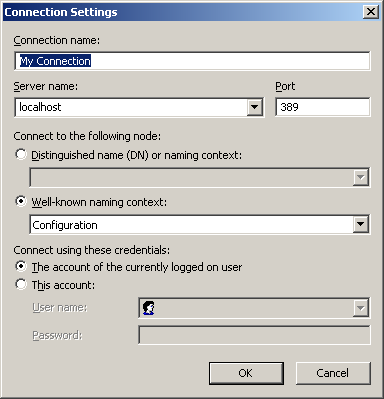 Connection Settings
Connection name:
My Connection
Server name: Port
localhost 389
Connect to the following node:
Distinguished name (DN) or naming context:
Well-known naming context:
Configuration
Connect using these credentials:
The account of the currently logged on user
This account:
User name:
Password:
OK Cancel